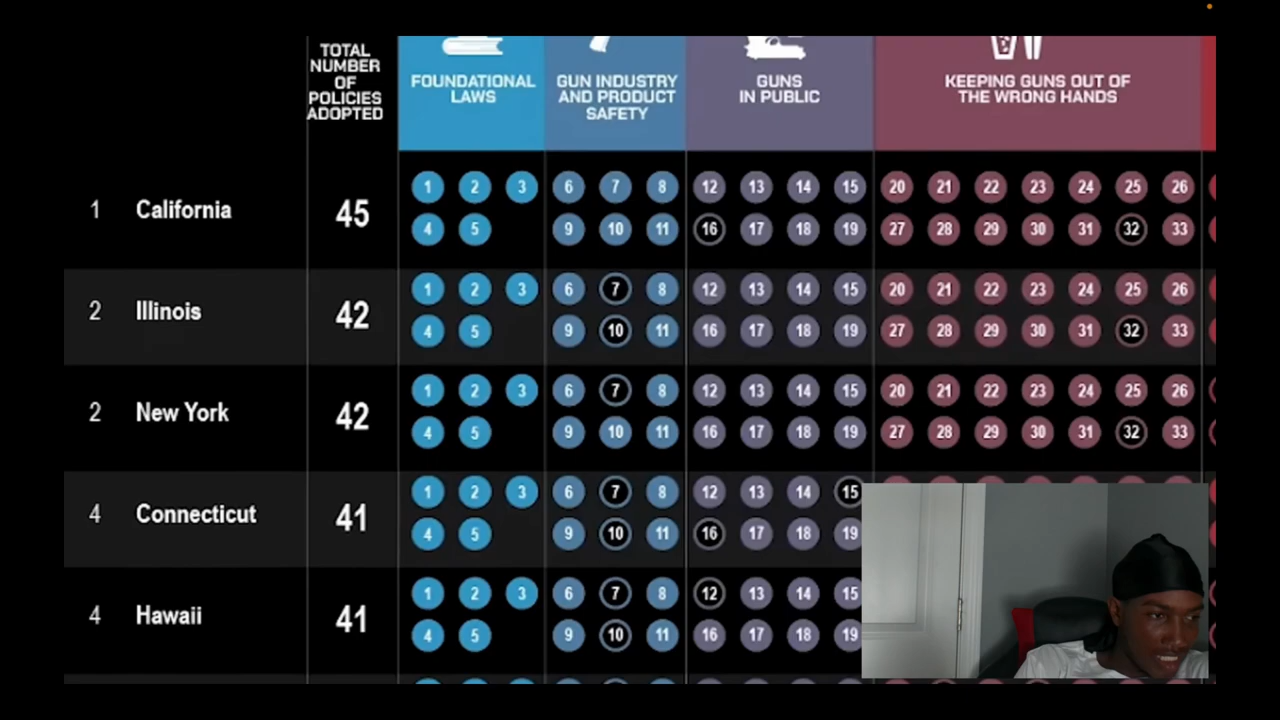 TOTAL
NUMBER
OF
POLICIES
ADOPTED
FOUNDATIONAL
LAWS
GUN INDUSTRY
AND PRODUCT
SAFETY
GUNS
IN PUBLIC
KEEPING GUNS OUT OF
THE WRONG HANDS
1 California 45
1 2 3 6 7 8 12 13 14 15 20 21 22 23 24 25 26
4 5 9 10 11 16 17 18 19 27 28 29 30 31 32 33
2 Illinois 42
1 2 3 6 7 8 12 13 14 15 20 21 22 23 24 25 26
4 5 9 10 11 16 17 18 19 27 28 29 30 31 32 33
2 New York 42
1 2 3 6 7 8 12 13 14 15 20 21 22 23 24 25 26
4 5 9 10 11 16 17 18 19 27 28 29 30 31 32 33
4 Connecticut 41
1 2 3 6 7 8 12 13 14 15
4 5 9 10 11 16 17 18 19
4 Hawaii 41
1 2 3 6 7 8 12 13 14 15
4 5 9 10 11 16 17 18 19